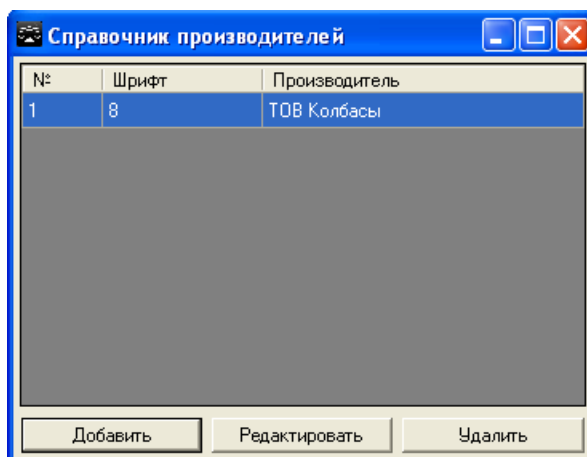 Справочник производителей
№ Шрифт Производитель
1 8 ТОВ Колбасы
Добавить Редактировать Удалить